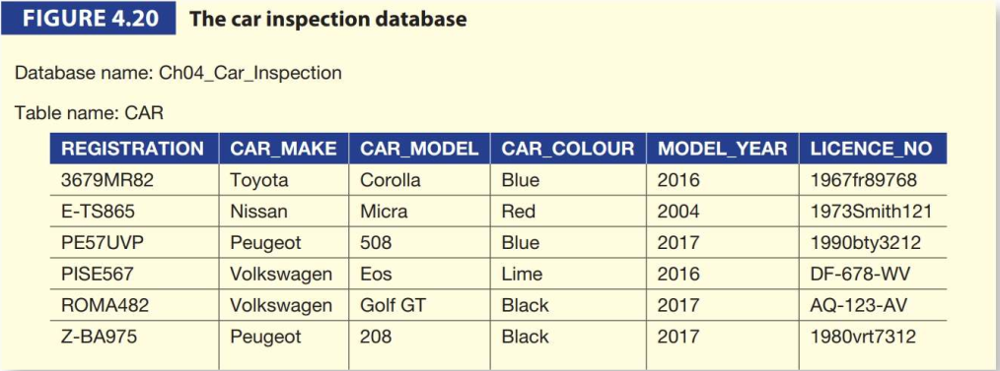 FIGURE 4.20 The car inspection database
Database name: Ch04_Car_Inspection
Table name: CAR
REGISTRATION CAR_MAKE CAR_MODEL CAR_COLOUR MODEL_YEAR LICENCE_NO
3679MR82 Toyota Corolla Blue 2016 1967fr89768
E-TS865 Nissan Micra Red 2004 1973Smith121
PE57UVP Peugeot 508 Blue 2017 1990bty3212
PISE567 Volkswagen Eos Lime 2016 DF-678-WV
ROMA482 Volkswagen Golf GT Black 2017 AQ-123-AV
Z-BA975 Peugeot 208 Black 2017 1980vrt7312